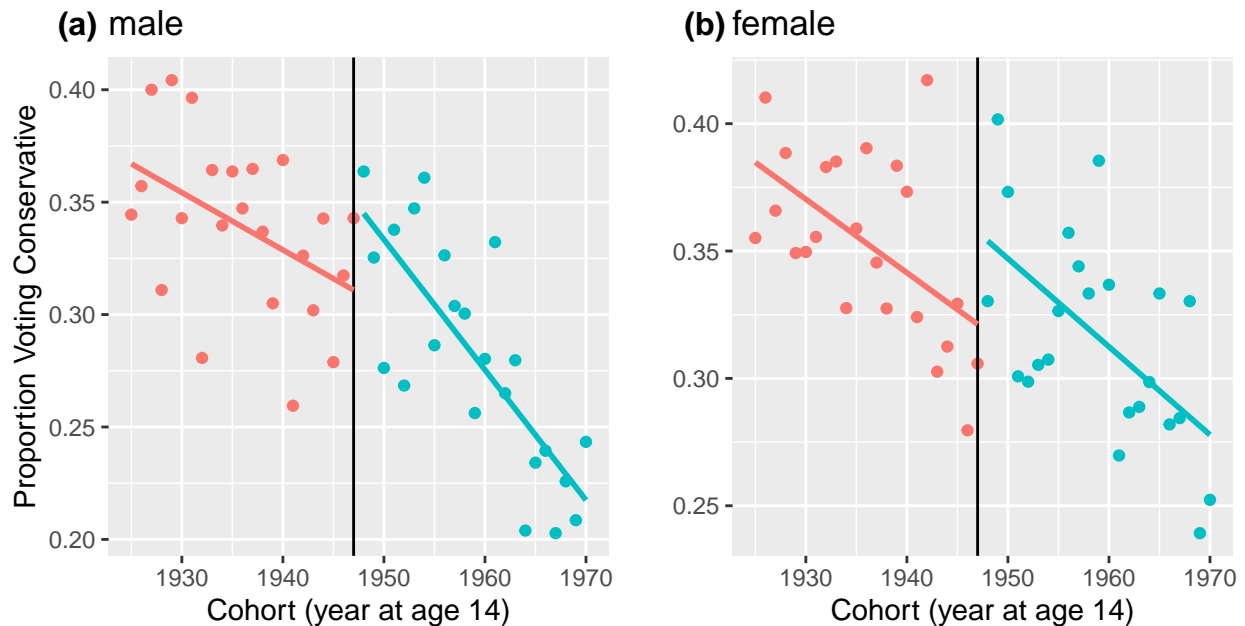 (a) male
(b) female
Proportion Voting Conservative
0.40
0.35
0.30
0.25
0.20
1930 1940 1950 1960 1970
Cohort (year at age 14)
0.40
0.35
0.30
0.25
1930 1940 1950 1960 1970
Cohort (year at age 14)